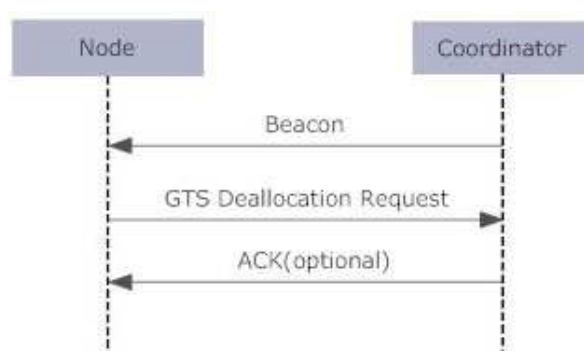 Node
Coordinator
Beacon
GTS Deallocation Request
ACK(optional)